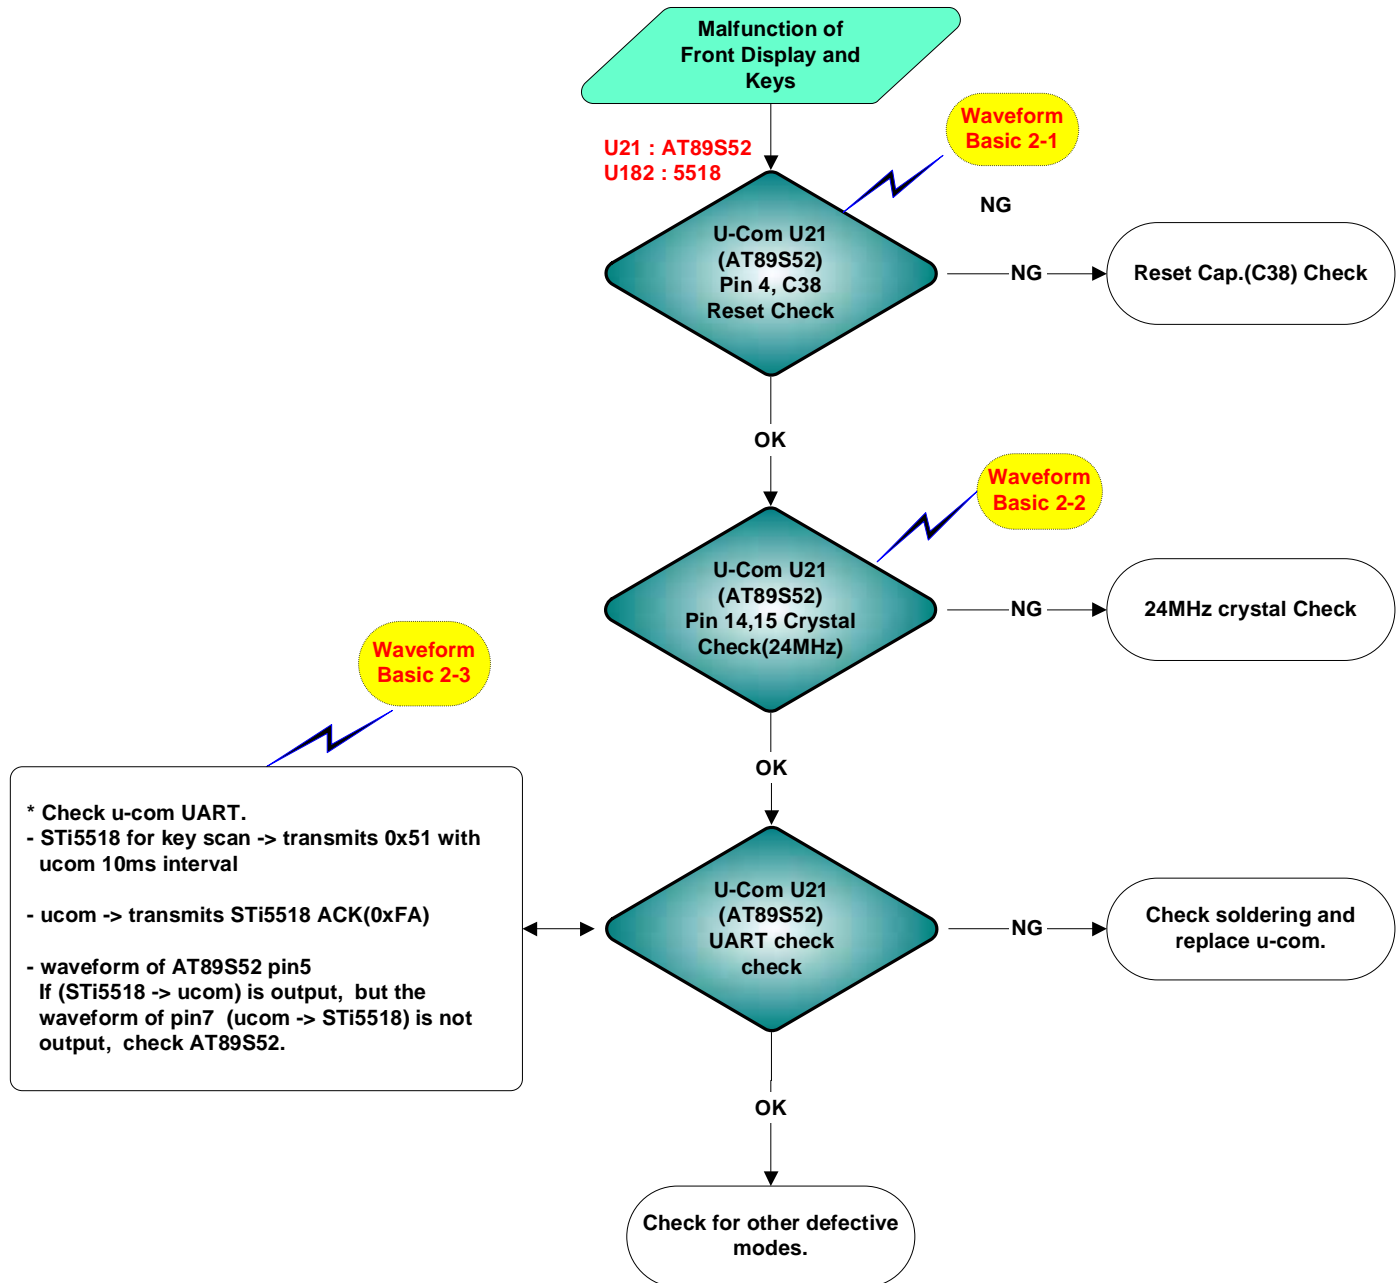 Malfunction of
Front Display and
Keys
Waveform
Basic 2-1
U21 : AT89S52
U182 : 5518
NG
U-Com U21
(AT89S52)
Pin 4, C38
Reset Check
NG
Reset Cap.(C38) Check
OK
Waveform
Basic 2-2
U-Com U21
(AT89S52)
Pin 14,15 Crystal
Check(24MHz)
NG
24MHz crystal Check
Waveform
Basic 2-3
OK
* Check u-com UART.
- STi5518 for key scan -> transmits 0x51 with
ucom 10ms interval
- ucom -> transmits STi5518 ACK(0xFA)
- waveform of AT89S52 pin5
If (STi5518 -> ucom) is output, but the
waveform of pin7 (ucom -> STi5518) is not
output, check AT89S52.
U-Com U21
(AT89S52)
UART check
check
NG
Check soldering and
replace u-com.
OK
Check for other defective
modes.